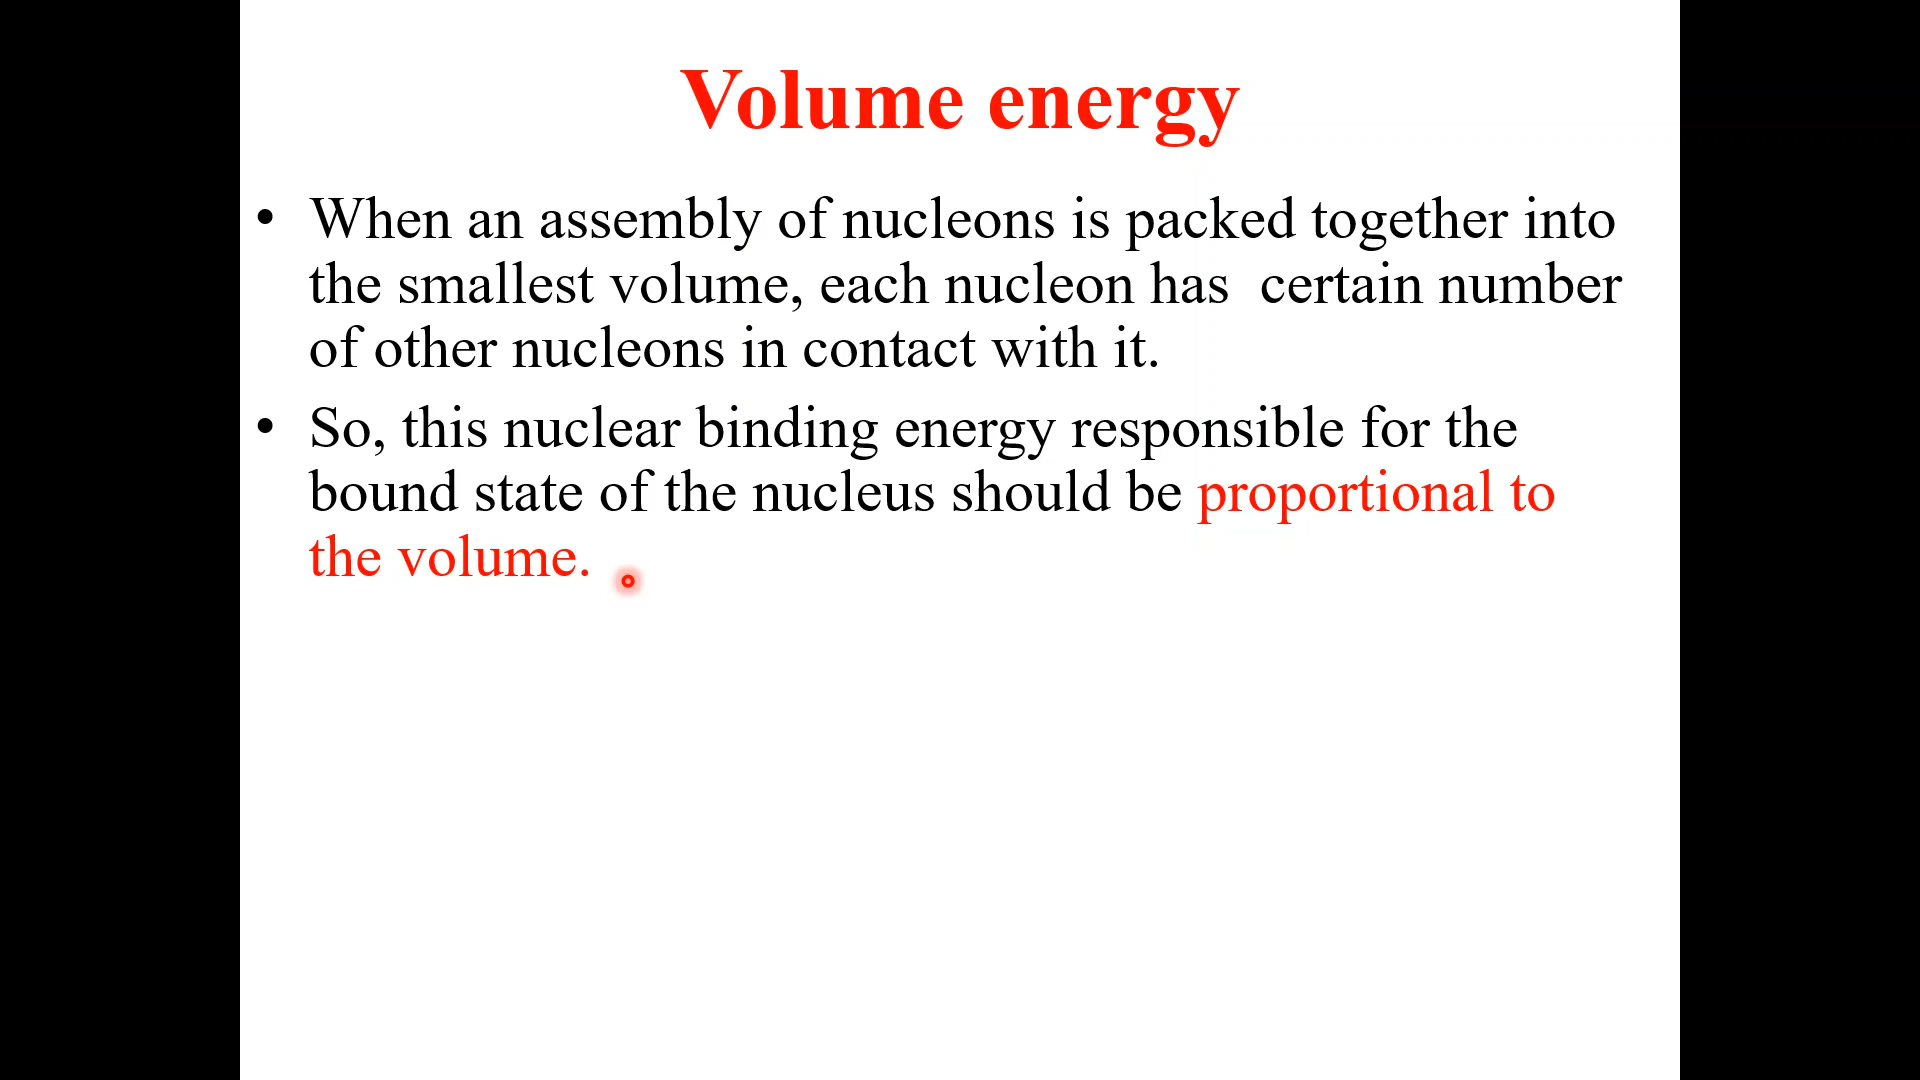 Volume energy
• When an assembly of nucleons is packed together into
the smallest volume, each nucleon has  certain number
of other nucleons in contact with it.
• So, this nuclear binding energy responsible for the
bound state of the nucleus should be proportional to
the volume.